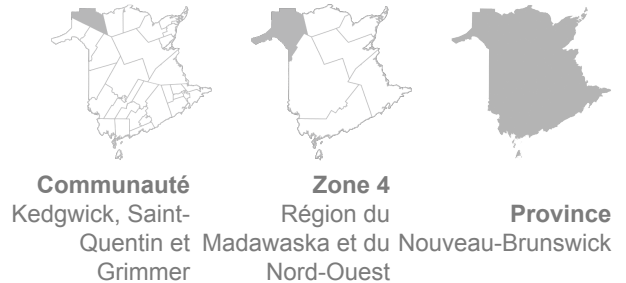 Communauté
Kedgwick, Saint-
Quentin et
Grimmer
Zone 4
Région du
Madawaska et du
Nord-Ouest
Province
Nouveau-Brunswick